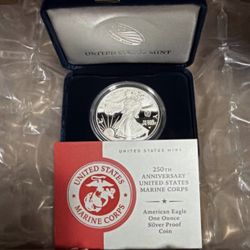 UNITED STATES MINT
UNITED STATES MINT
250TH
ANNIVERSARY
UNITED STATES
MARINE CORPS
American Eagle
One Ounce
Silver Proof
Coin
UNITED STATES
MARINE CORPS